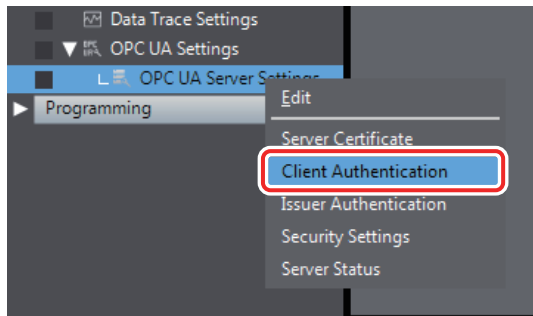 Data Trace Settings
OPC UA Settings
OPC UA Server Settings
Programming
Edit
Server Certificate
Client Authentication
Issuer Authentication
Security Settings
Server Status